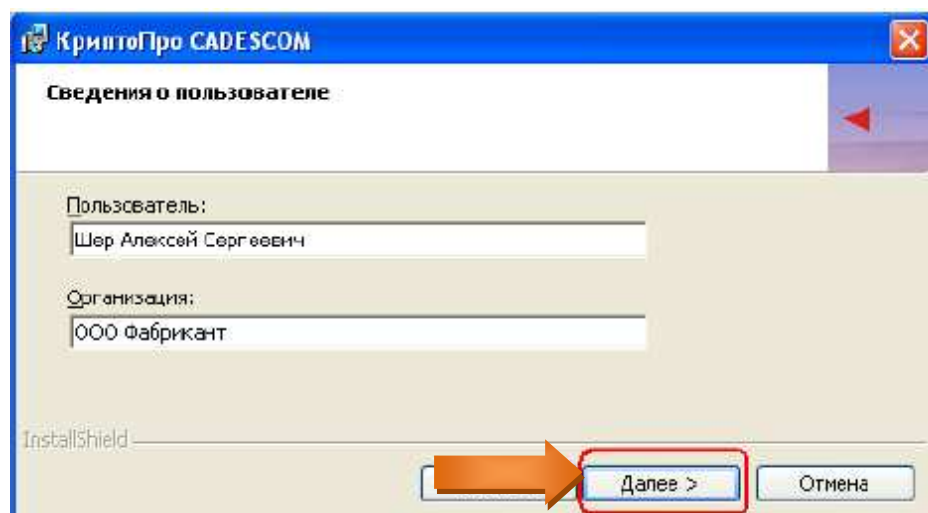 КриптоПро CADESCOM
Сведения о пользователе
Пользователь:
Шер Алексей Сергеевич
Организация:
ООО Фабрикант
InstallShield
Далее >
Отмена